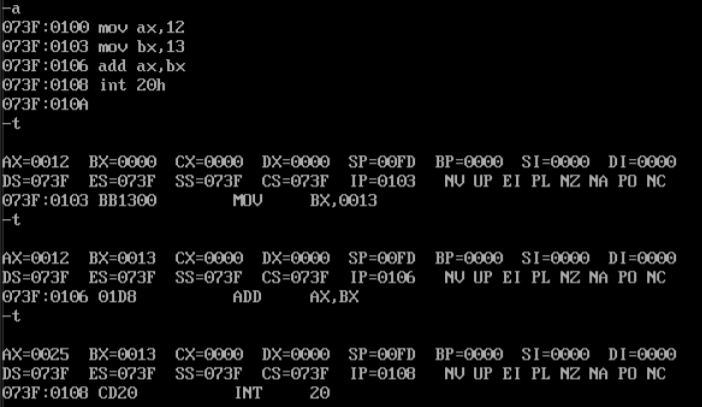 -a
073F:0100 mov ax,12
073F:0103 mov bx,13
073F:0106 add ax,bx
073F:0108 int 20h
073F:010A
-t
AX=0012  BX=0000  CX=0000  DX=0000  SP=00FD  BP=0000  SI=0000  DI=0000
DS=073F  ES=073F  SS=073F  CS=073F  IP=0103   NV UP EI PL NZ NA PO NC
073F:0103 BB1300        MOV     BX,0013
-t
AX=0012  BX=0013  CX=0000  DX=0000  SP=00FD  BP=0000  SI=0000  DI=0000
DS=073F  ES=073F  SS=073F  CS=073F  IP=0106   NV UP EI PL NZ NA PO NC
073F:0106 01D8          ADD     AX,BX
-t
AX=0025  BX=0013  CX=0000  DX=0000  SP=00FD  BP=0000  SI=0000  DI=0000
DS=073F  ES=073F  SS=073F  CS=073F  IP=0108   NV UP EI PL NZ NA PO NC
073F:0108 CD20          INT     20